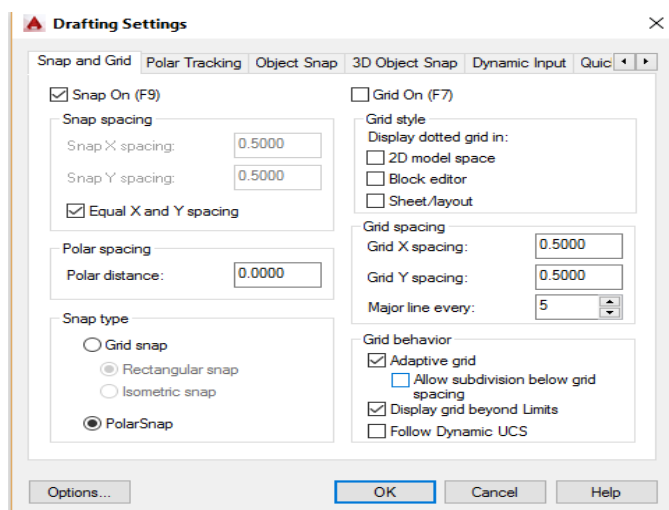 Drafting Settings
Snap and Grid Polar Tracking Object Snap 3D Object Snap Dynamic Input Quic
Snap On (F9)
Snap spacing
Snap X spacing: 0.5000
Snap Y spacing: 0.5000
Equal X and Y spacing
Polar spacing
Polar distance: 0.0000
Snap type
Grid snap
Rectangular snap
Isometric snap
PolarSnap
Grid On (F7)
Grid style
Display dotted grid in:
2D model space
Block editor
Sheet/layout
Grid spacing
Grid X spacing: 0.5000
Grid Y spacing: 0.5000
Major line every: 5
Grid behavior
Adaptive grid
Allow subdivision below grid
spacing
Display grid beyond Limits
Follow Dynamic UCS
Options... OK Cancel Help